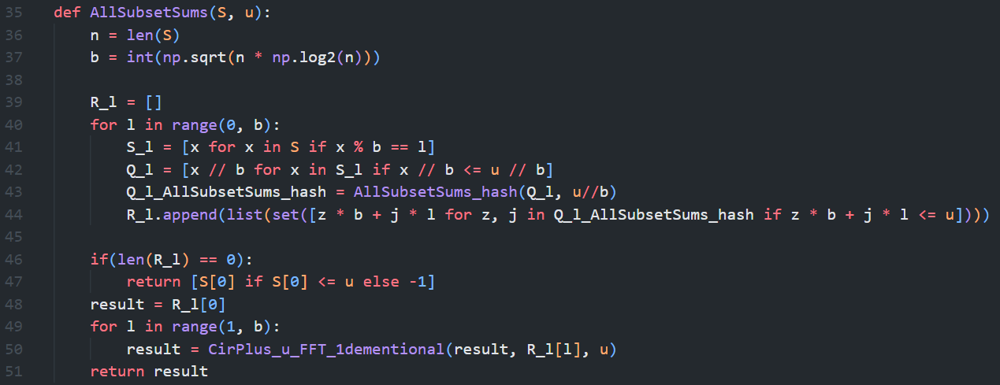 35 def AllSubsetSums(S, u):
36     n = len(S)
37     b = int(np.sqrt(n * np.log2(n)))
38
39     R_l = []
40     for l in range(0, b):
41         S_l = [x for x in S if x % b == l]
42         Q_l = [x // b for x in S_l if x // b <= u // b]
43         Q_l_AllSubsetSums_hash = AllSubsetSums_hash(Q_l, u//b)
44         R_l.append(list(set([z * b + j * l for z, j in Q_l_AllSubsetSums_hash if z * b + j * l <= u])))
45
46     if(len(R_l) == 0):
47         return [S[0] if S[0] <= u else -1]
48     result = R_l[0]
49     for l in range(1, b):
50         result = CirPlus_u_FFT_1dementional(result, R_l[l], u)
51     return result